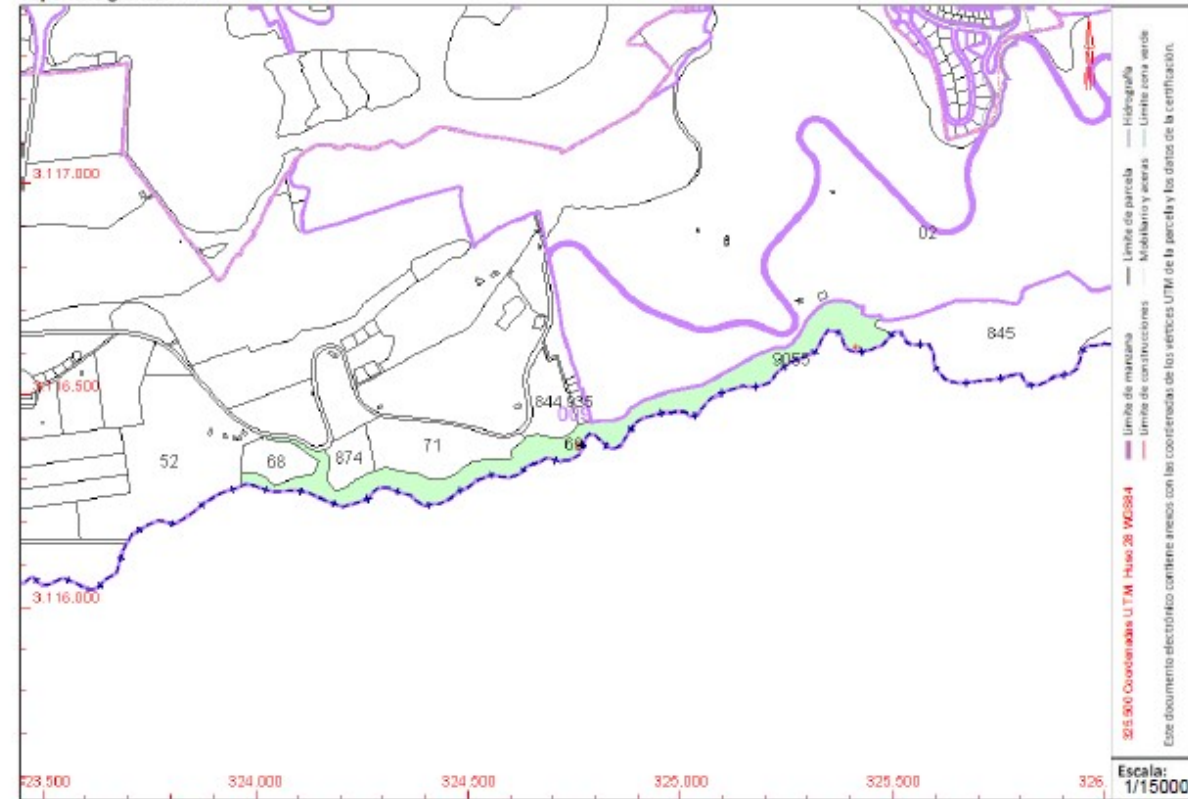 02
3.117.000
845
9055
3.116.500
844
935
009
69
71
874
68
52
3.116.000
323.500
324.000
324.500
325.000
325.500
326.
Límite de manzana
Límite de parcela
Hidrografía
Límite de construcciones
Mobiliario y aceras
Límite zona verde
325.500 Coordenadas U.T.M. Huso 28 WGS84
Este documento electrónico contiene anexos con las coordenadas de los vértices UTM de la parcela y los datos de la certificación.
Escala:
1/15000